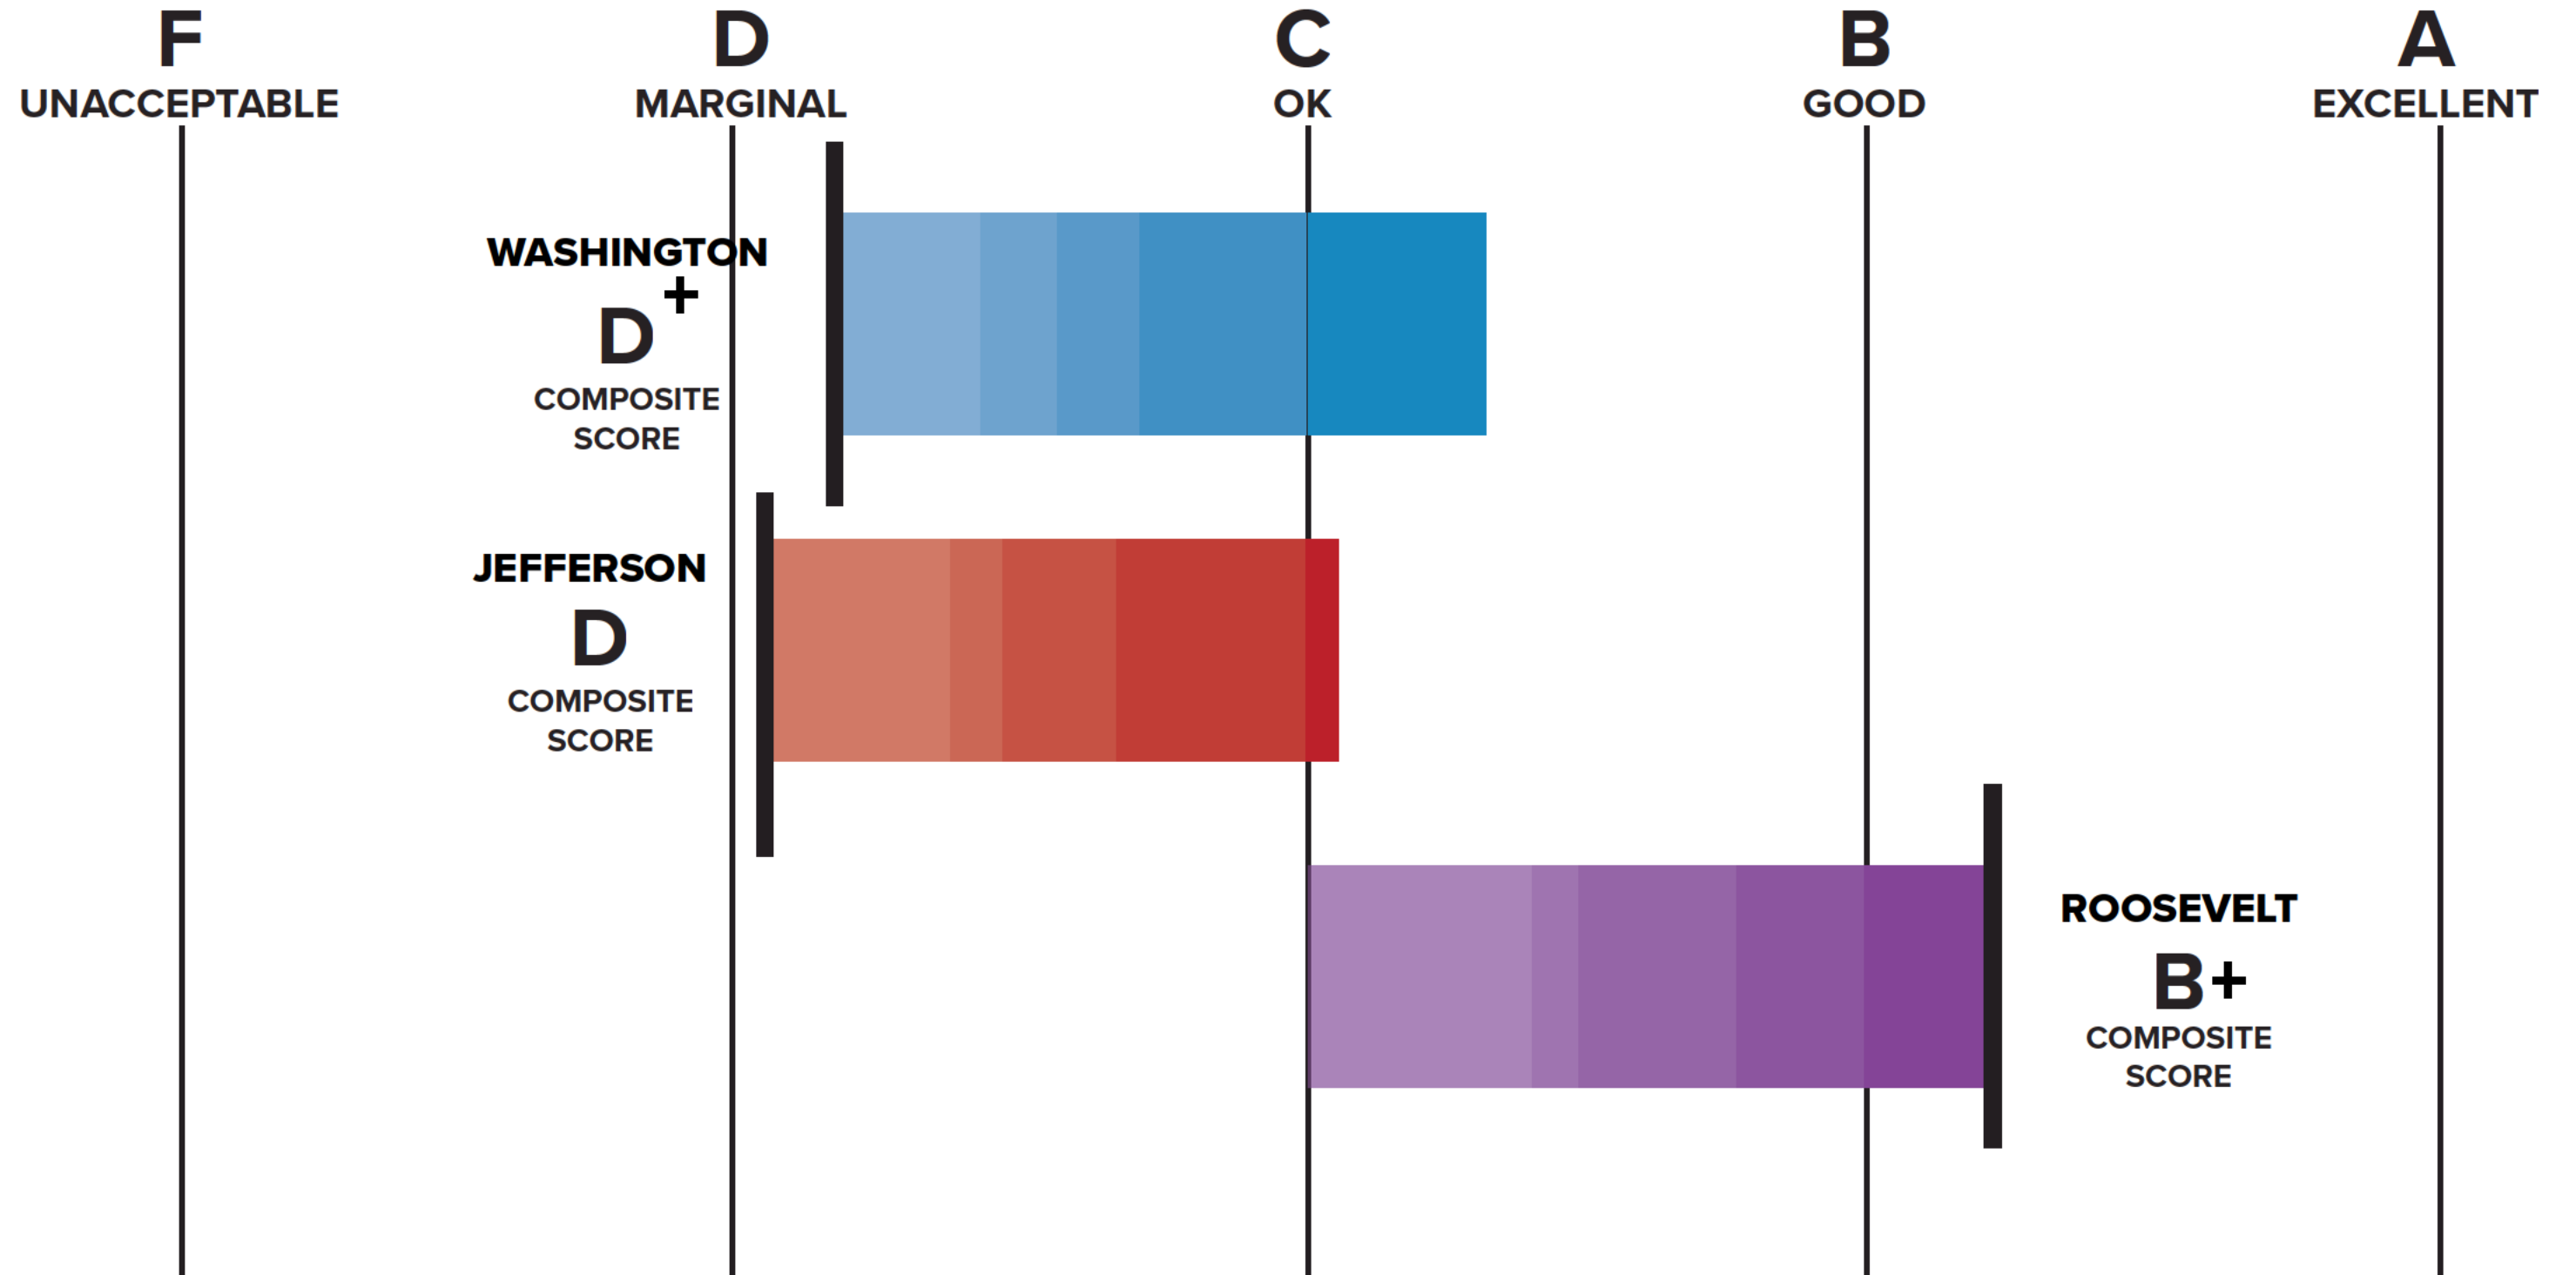 F D C B A
UNACCEPTABLE MARGINAL OK GOOD EXCELLENT
WASHINGTON
D+
COMPOSITE
SCORE
JEFFERSON
D
COMPOSITE
SCORE
ROOSEVELT
B+
COMPOSITE
SCORE